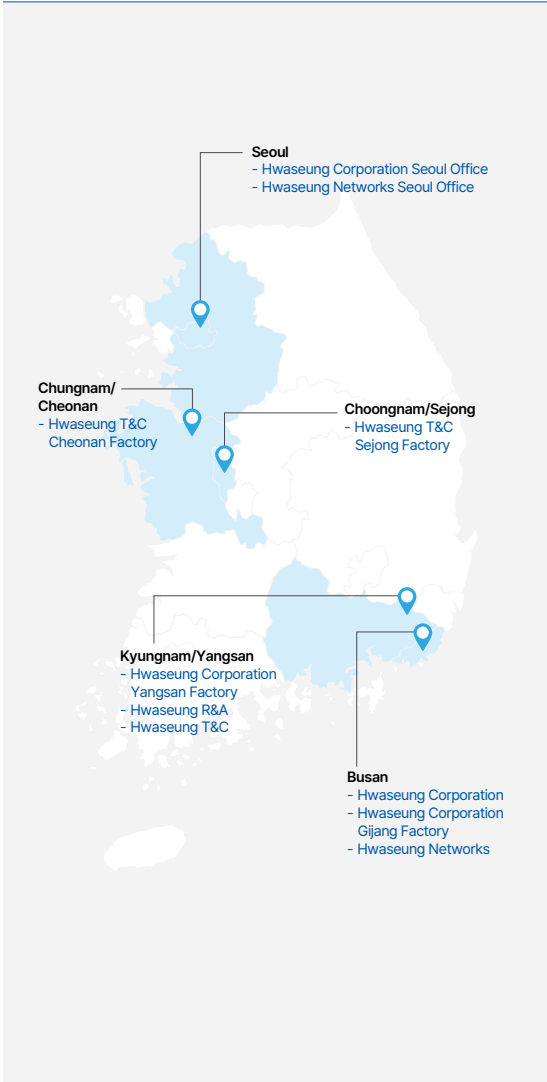 Seoul
- Hwaseung Corporation Seoul Office
- Hwaseung Networks Seoul Office
Chungnam/
Cheonan
- Hwaseung T&C
Cheonan Factory
Choongnam/Sejong
- Hwaseung T&C
Sejong Factory
Kyungnam/Yangsan
- Hwaseung Corporation
Yangsan Factory
- Hwaseung R&A
- Hwaseung T&C
Busan
- Hwaseung Corporation
- Hwaseung Corporation
Gijang Factory
- Hwaseung Networks